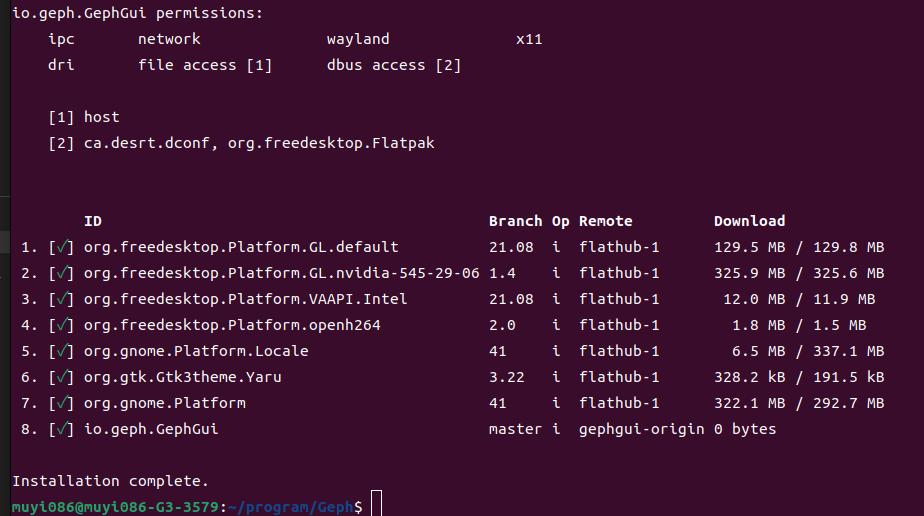 io.geph.GephGui permissions:
ipc network wayland x11
dri file access [1] dbus access [2]
[1] host
[2] ca.desrt.dconf, org.freedesktop.Flatpak
ID Branch Op Remote Download
1. [✓] org.freedesktop.Platform.GL.default 21.08 i flathub-1 129.5 MB / 129.8 MB
2. [✓] org.freedesktop.Platform.GL.nvidia-545-29-06 1.4 i flathub-1 325.9 MB / 325.6 MB
3. [✓] org.freedesktop.Platform.VAAPI.Intel 21.08 i flathub-1 12.0 MB / 11.9 MB
4. [✓] org.freedesktop.Platform.openh264 2.0 i flathub-1 1.8 MB / 1.5 MB
5. [✓] org.gnome.Platform.Locale 41 i flathub-1 6.5 MB / 337.1 MB
6. [✓] org.gtk.Gtk3theme.Yaru 3.22 i flathub-1 328.2 kB / 191.5 kB
7. [✓] org.gnome.Platform 41 i flathub-1 322.1 MB / 292.7 MB
8. [✓] io.geph.GephGui master i gephgui-origin 0 bytes
Installation complete.
muyi086@muyi086-G3-3579:~/program/Geph$